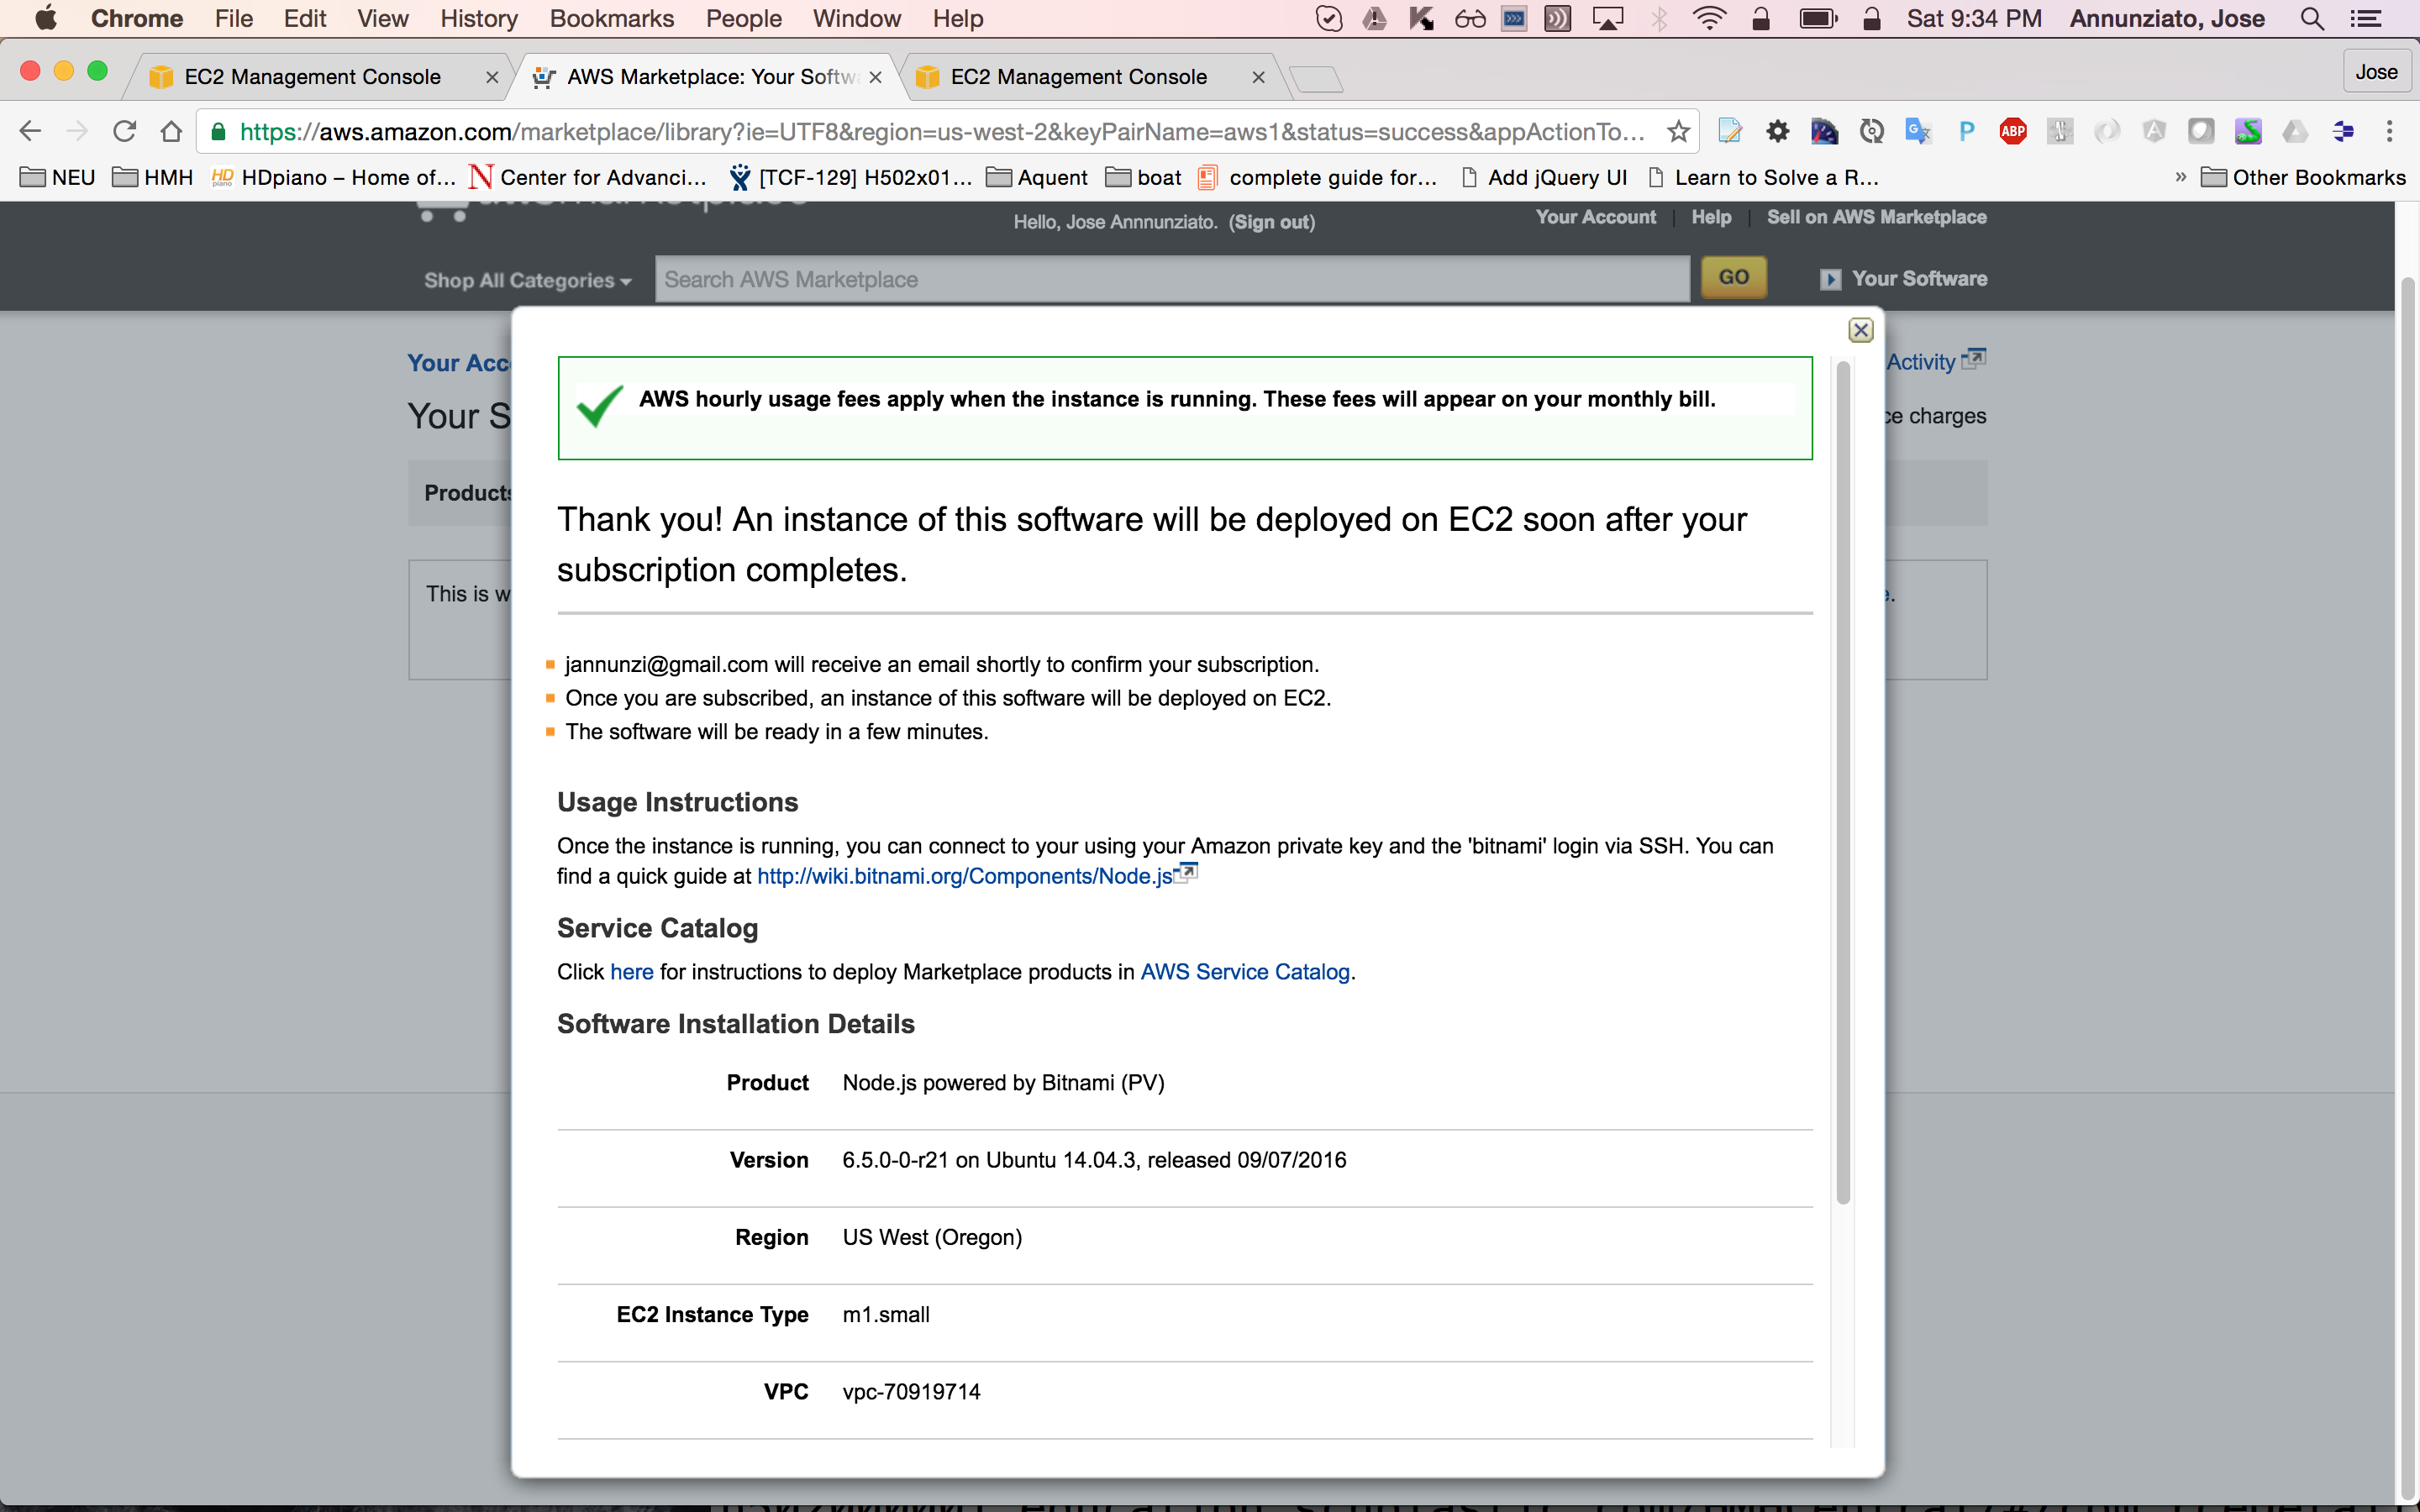 Chrome File Edit View History Bookmarks People Window Help Sat 9:34 PM Annunziato, Jose
EC2 Management Console AWS Marketplace: Your Softw EC2 Management Console Jose
https://aws.amazon.com/marketplace/library?ie=UTF8&region=us-west-2&keyPairName=aws1&status=success&appActionTo... P ABP
NEU HMH HDpiano – Home of... Center for Advanci... [TCF-129] H502x01... Aquent boat complete guide for... Add jQuery UI Learn to Solve a R... » Other Bookmarks
Hello, Jose Annnunziato. (Sign out) Your Account | Help | Sell on AWS Marketplace
Shop All Categories Search AWS Marketplace GO Your Software
Your Acc Activity
Your S ce charges
Products
This is w e.
AWS hourly usage fees apply when the instance is running. These fees will appear on your monthly bill.
Thank you! An instance of this software will be deployed on EC2 soon after your
subscription completes.
jannunzi@gmail.com will receive an email shortly to confirm your subscription.
Once you are subscribed, an instance of this software will be deployed on EC2.
The software will be ready in a few minutes.
Usage Instructions
Once the instance is running, you can connect to your using your Amazon private key and the 'bitnami' login via SSH. You can
find a quick guide at http://wiki.bitnami.org/Components/Node.js
Service Catalog
Click here for instructions to deploy Marketplace products in AWS Service Catalog.
Software Installation Details
Product Node.js powered by Bitnami (PV)
Version 6.5.0-0-r21 on Ubuntu 14.04.3, released 09/07/2016
Region US West (Oregon)
EC2 Instance Type m1.small
VPC vpc-70919714